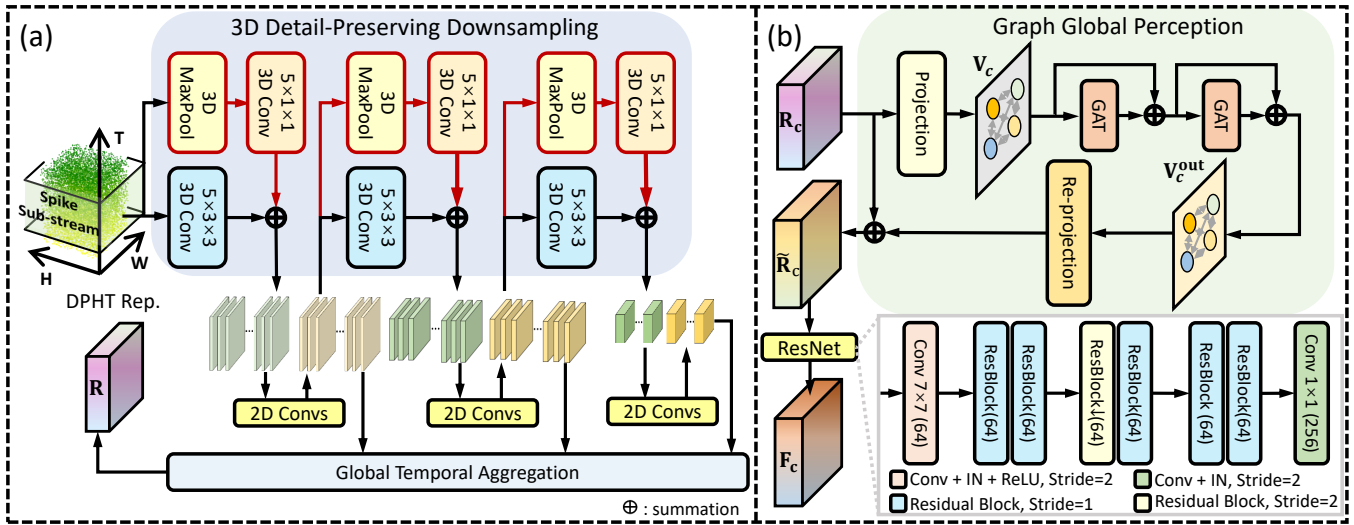 (a)
3D Detail-Preserving Downsampling
3D
MaxPool
5×1×1
3D Conv
3D
MaxPool
5×1×1
3D Conv
3D
MaxPool
5×1×1
3D Conv
T
Spike
Sub-stream
H
W
5×3×3
3D Conv
5×3×3
3D Conv
5×3×3
3D Conv
DPHT Rep.
R
2D Convs
2D Convs
2D Convs
Global Temporal Aggregation
⊕ : summation
(b)
Graph Global Perception
R_c
Projection
V_c
GAT
GAT
V_c^out
Re-projection
R̃_c
ResNet
F_c
Conv 7×7 (64)
ResBlock(64)
ResBlock(64)
ResBlock↓(64)
ResBlock(64)
ResBlock (64)
ResBlock(64)
Conv 1×1 (256)
Conv + IN + ReLU, Stride=2
Conv + IN, Stride=2
Residual Block, Stride=1
Residual Block, Stride=2